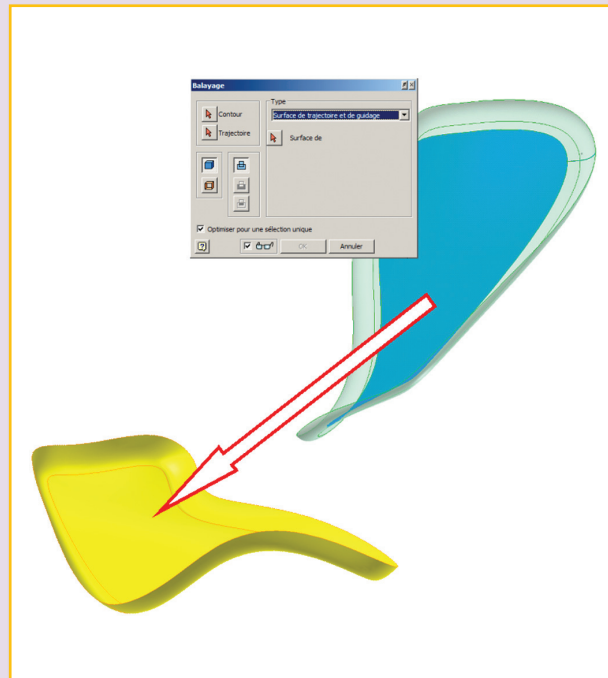 Balayage
Contour
Trajectoire
Type
Surface de trajectoire et de guidage
Surface de
Optimiser pour une sélection unique
OK
Annuler